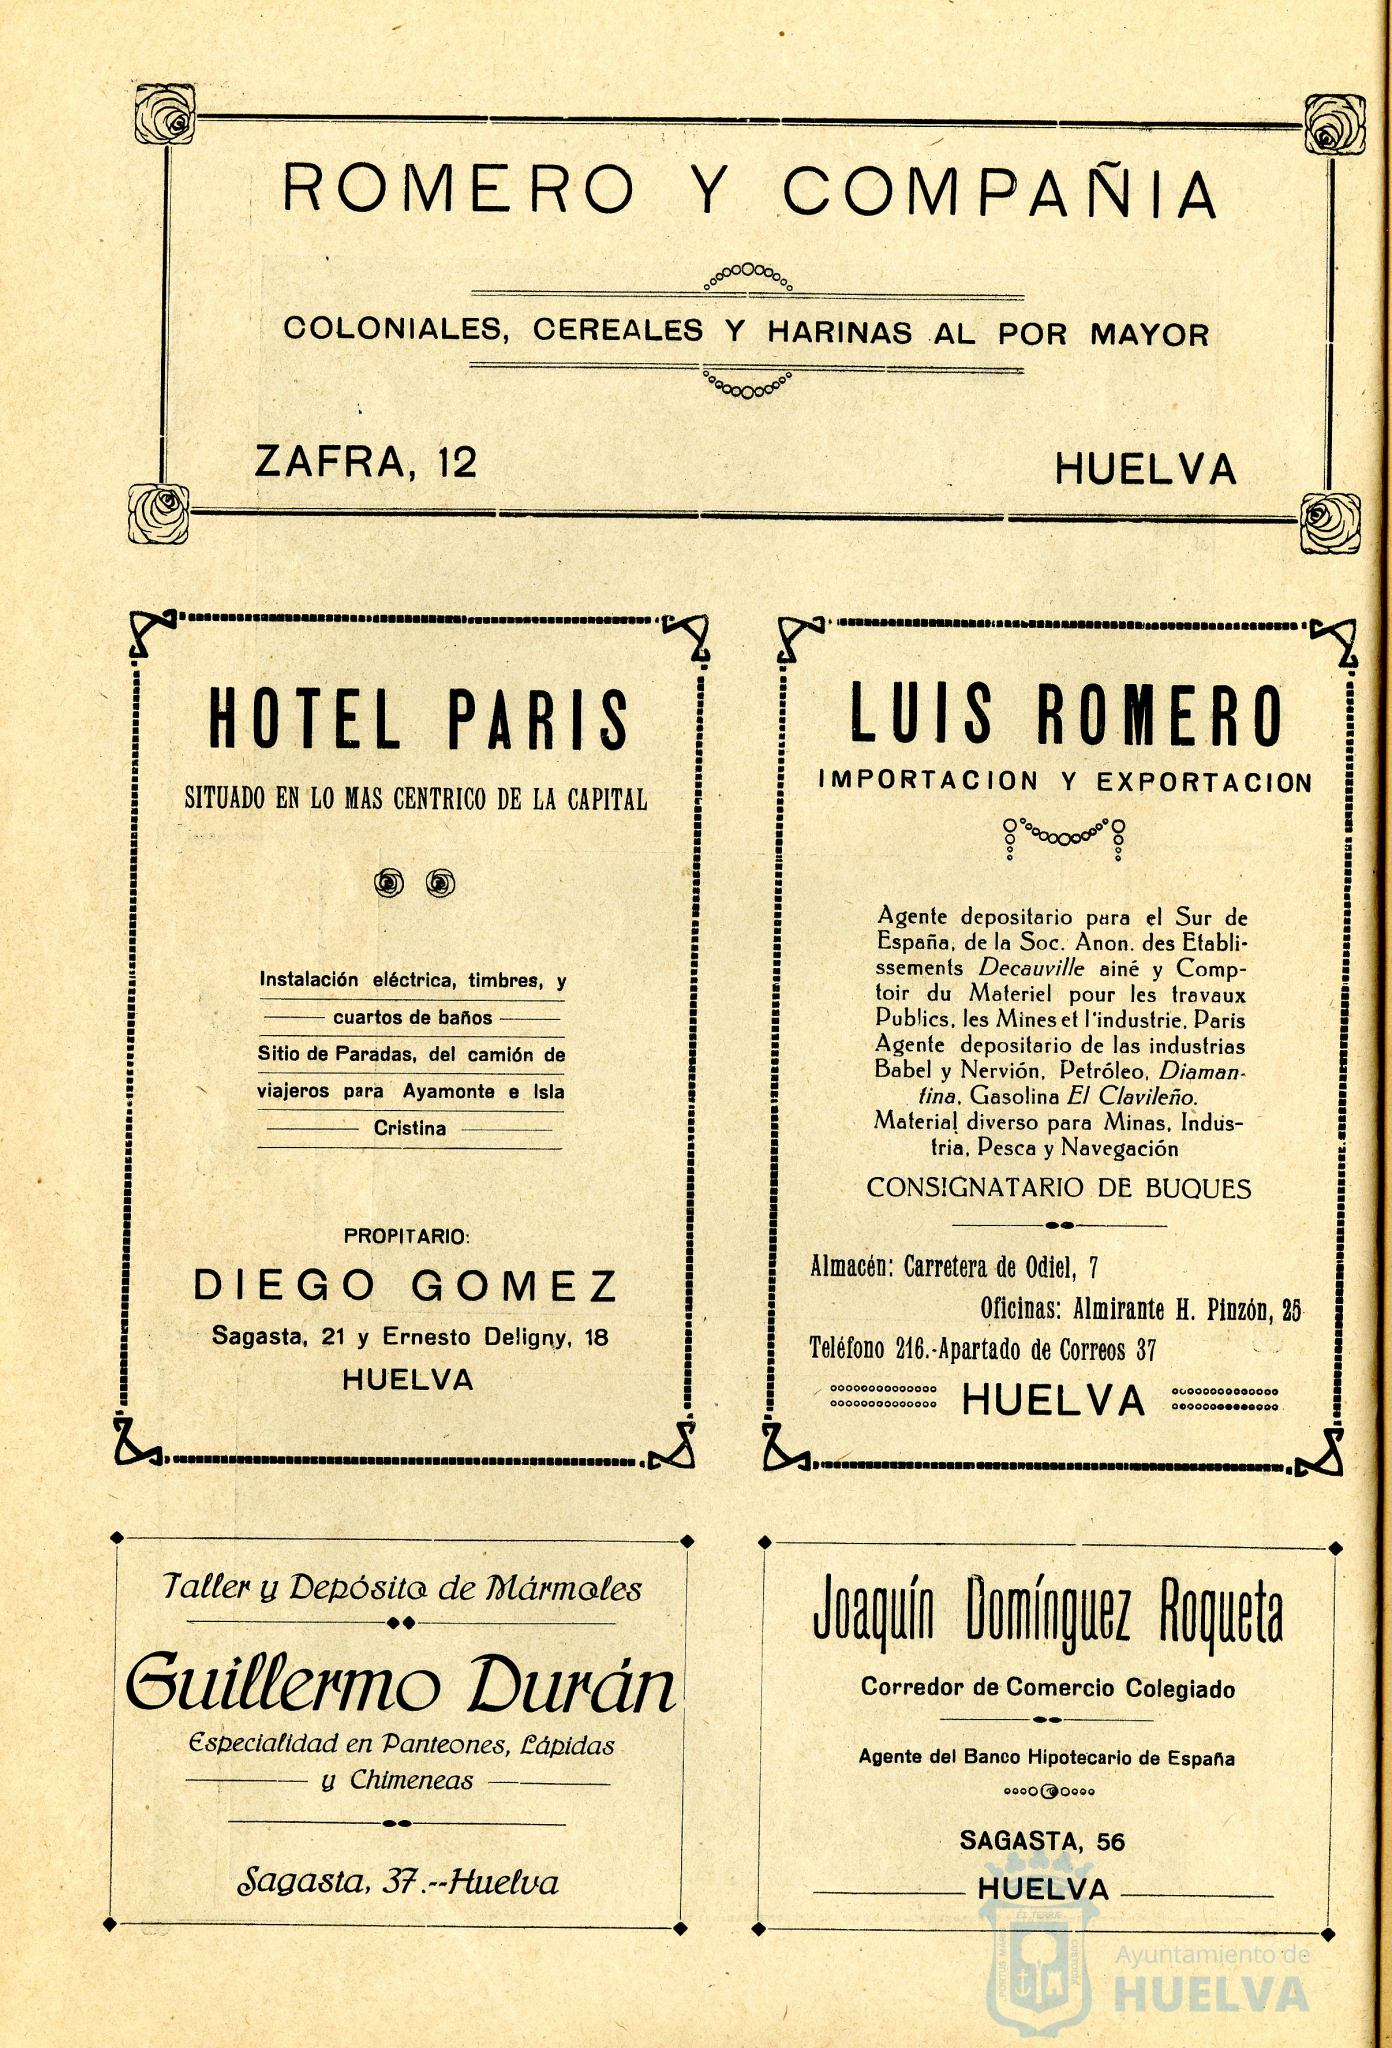 ROMERO Y COMPAÑIA
COLONIALES, CEREALES Y HARINAS AL POR MAYOR
ZAFRA, 12
HUELVA
HOTEL PARIS
SITUADO EN LO MAS CENTRICO DE LA CAPITAL
Instalación eléctrica, timbres, y
cuartos de baños
Sitio de Paradas, del camión de
viajeros para Ayamonte e Isla
Cristina
PROPITARIO:
DIEGO GOMEZ
Sagasta, 21 y Ernesto Deligny, 18
HUELVA
LUIS ROMERO
IMPORTACION Y EXPORTACION
Agente depositario para el Sur de
España, de la Soc. Anon. des Etabli-
ssements Decauville ainé y Comp-
toir du Materiel pour les travaux
Publics, les Mines et l'industrie, Paris
Agente depositario de las industrias
Babel y Nervión, Petróleo, Diaman-
tina, Gasolina El Clavileño.
Material diverso para Minas, Indus-
tria, Pesca y Navegación
CONSIGNATARIO DE BUQUES
Almacén: Carretera de Odiel, 7
Oficinas: Almirante H. Pinzón, 25
Teléfono 216.-Apartado de Correos 37
HUELVA
Taller y Depósito de Mármoles
Guillermo Durán
Especialidad en Panteones, Lápidas
y Chimeneas
Sagasta, 37.--Huelva
Joaquín Domínguez Roqueta
Corredor de Comercio Colegiado
Agente del Banco Hipotecario de España
SAGASTA, 56
HUELVA
PORTUS MARIS
ET TERRÆ
CUSTODIA
Ayuntamiento de
HUELVA